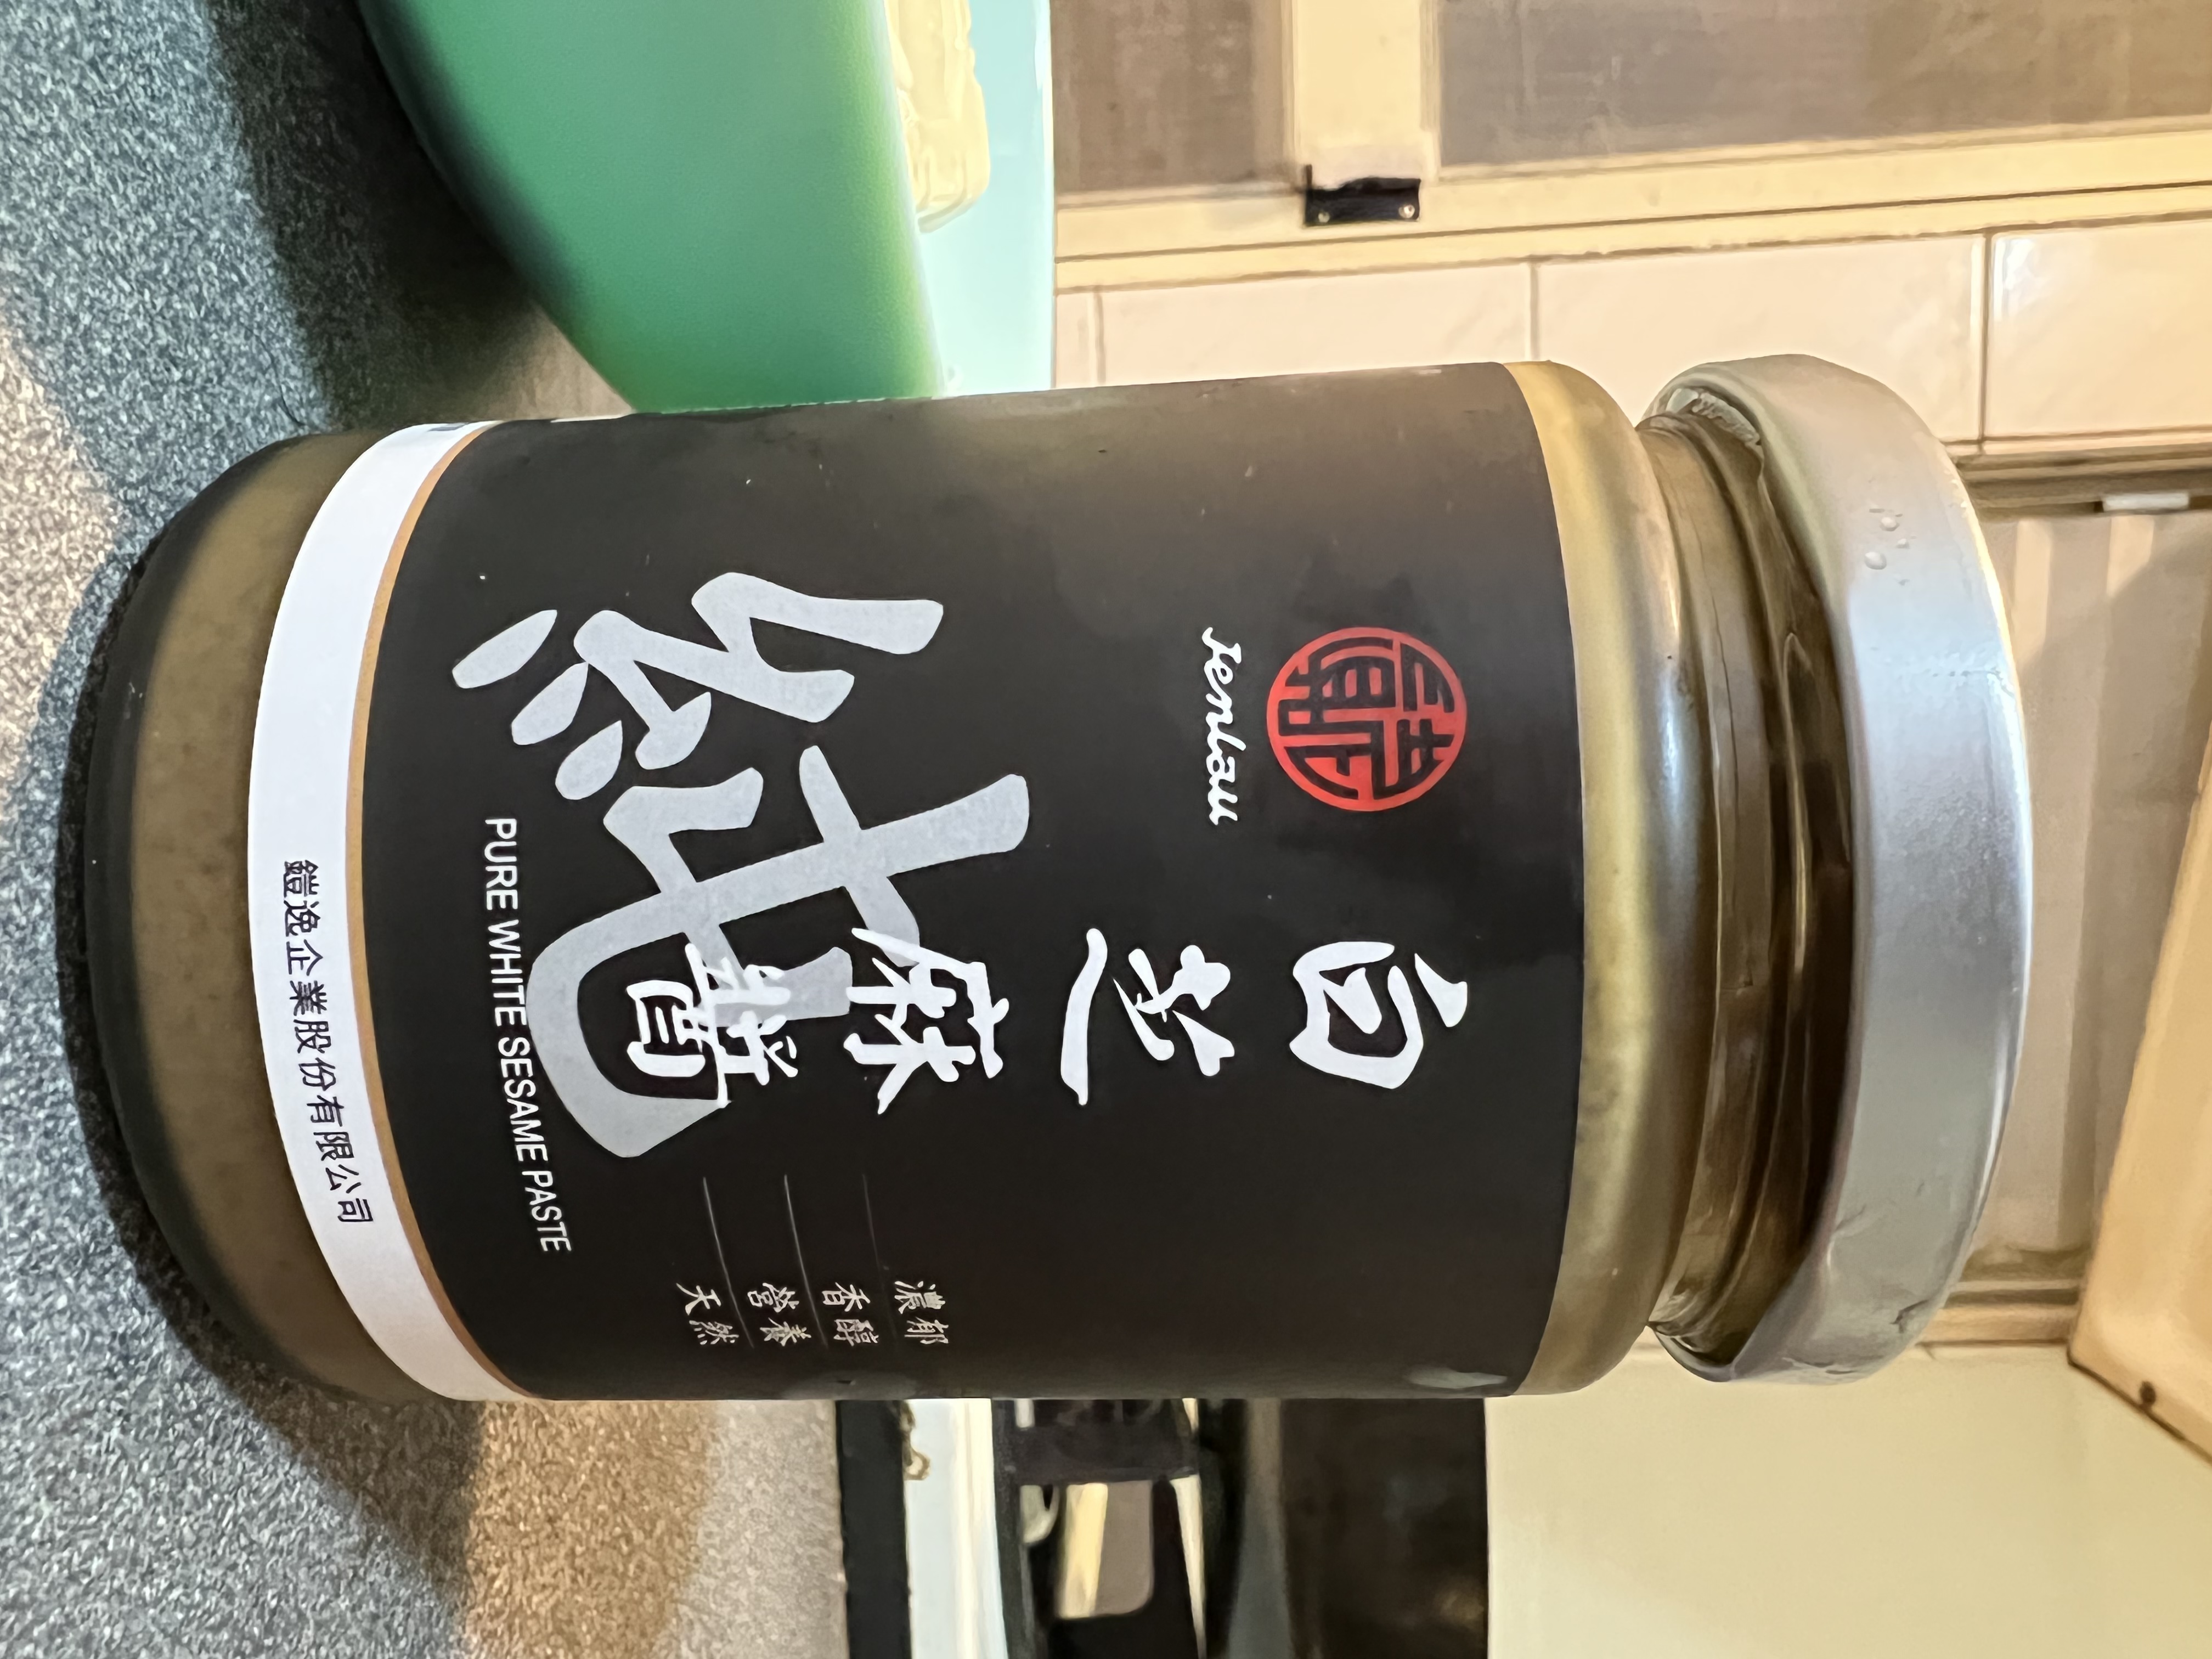 Jenlau
白芝麻醬
純
PURE WHITE SESAME PASTE
濃郁
香醇
營養
天然
鎧逸企業股份有限公司